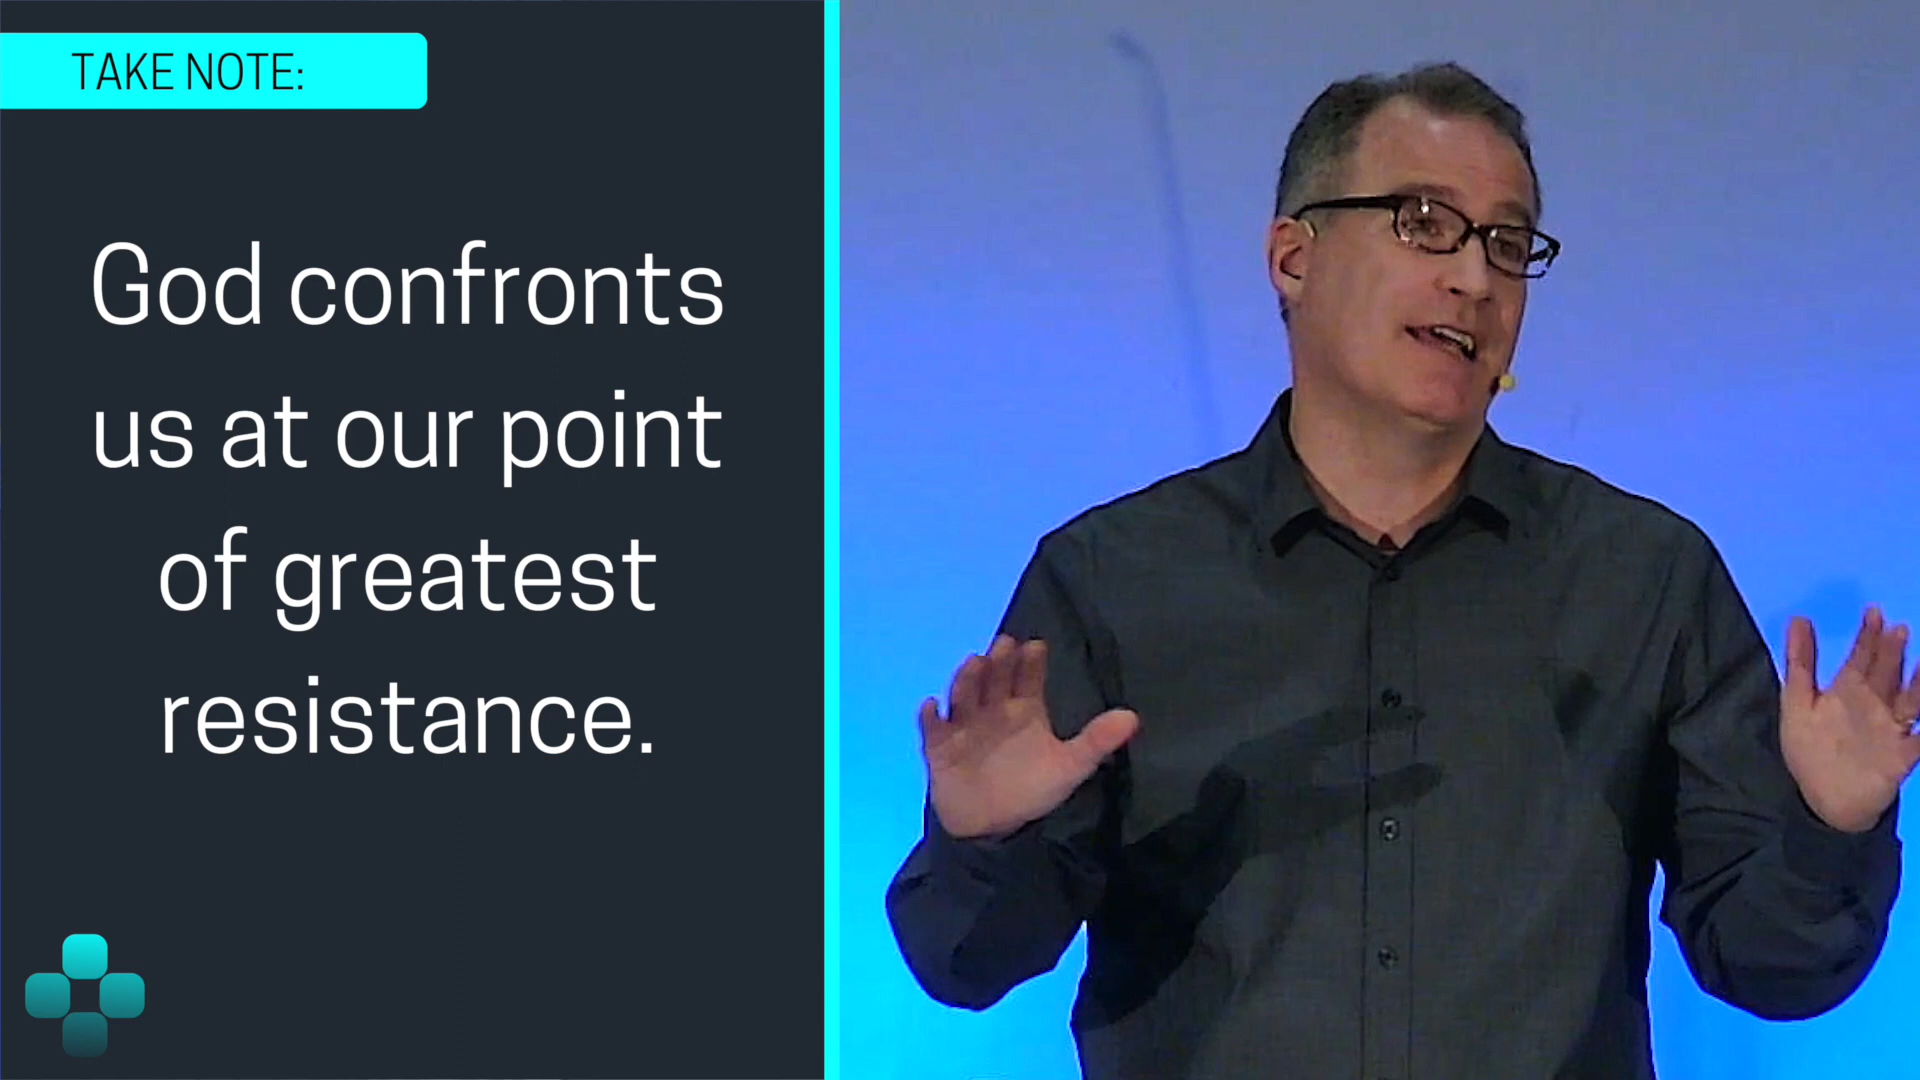 TAKE NOTE:
God confronts
us at our point
of greatest
resistance.